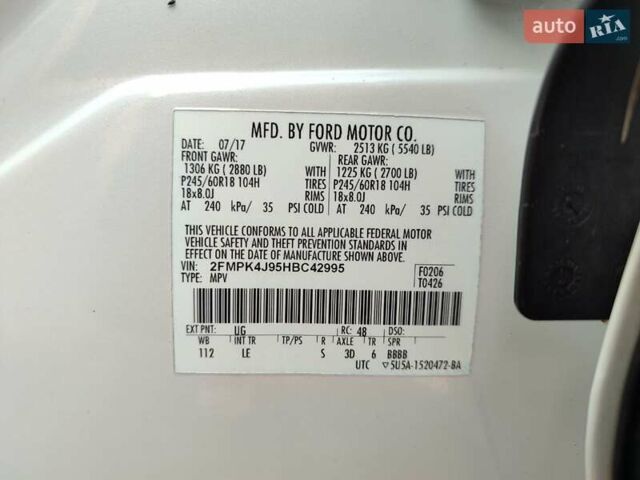 auto RIA.com
MFD. BY FORD MOTOR CO.
DATE: 07/17 GVWR: 2513 KG ( 5540 LB)
FRONT GAWR: REAR GAWR:
1306 KG ( 2880 LB) WITH 1225 KG ( 2700 LB) WITH
P245/60R18 104H TIRES P245/60R18 104H TIRES
18x8.0J RIMS 18x8.0J RIMS
AT 240 kPa/ 35 PSI COLD AT 240 kPa/ 35 PSI COLD
THIS VEHICLE CONFORMS TO ALL APPLICABLE FEDERAL MOTOR
VEHICLE SAFETY AND THEFT PREVENTION STANDARDS IN
EFFECT ON THE DATE OF MANUFACTURE SHOWN ABOVE.
VIN: 2FMPK4J95HBC42995 F0206
TYPE: MPV T0426
EXT PNT: UG RC: 48 DSO:
WB INT TR TP/PS R AXLE TR SPR
112 LE S 3D 6 BBBB
UTC ▽5U5A-1520472-BA